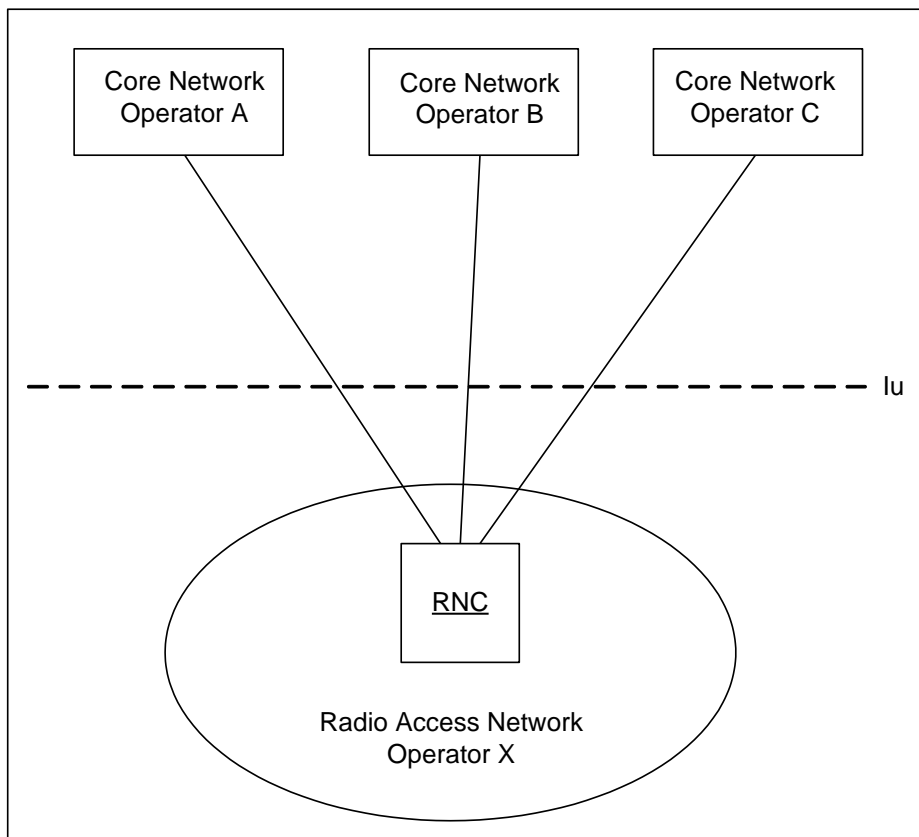 Core Network
Operator A
Core Network
Operator B
Core Network
Operator C
Iu
RNC
Radio Access Network
Operator X